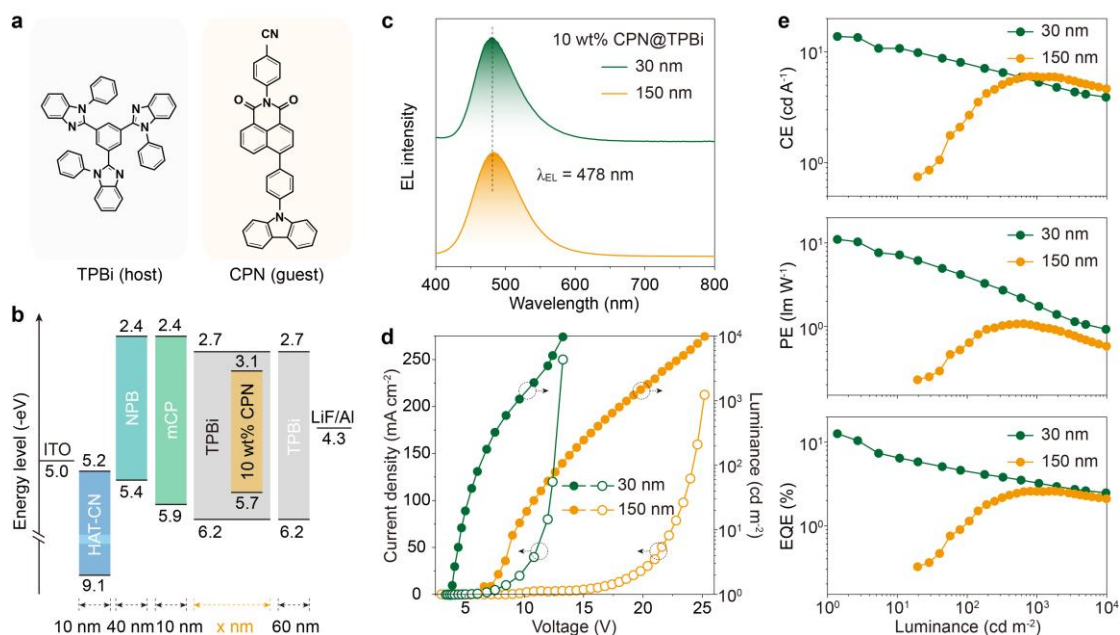 a
CN
O N O
N
N
N
N
N
N
N
N
TPBi (host)
CPN (guest)
b
Energy level (-eV)
ITO
5.0
5.2
HAT-CN
9.1
2.4
NPB
5.4
2.4
mCP
5.9
2.7
TPBi
6.2
3.1
10 wt% CPN
5.7
2.7
TPBi
6.2
LiF/Al
4.3
10 nm 40nm 10 nm x nm 60 nm
c
EL intensity
10 wt% CPN@TPBi
30 nm
150 nm
λEL = 478 nm
400 500 600 700 800
Wavelength (nm)
d
Current density (mA cm-2)
250
200
150
100
50
0
30 nm
150 nm
104
103
102
101
100
Luminance (cd m-2)
5 10 15 20 25
Voltage (V)
e
CE (cd A-1)
101
100
30 nm
150 nm
PE (lm W-1)
101
100
30 nm
150 nm
EQE (%)
101
100
30 nm
150 nm
100 101 102 103 104
Luminance (cd m-2)